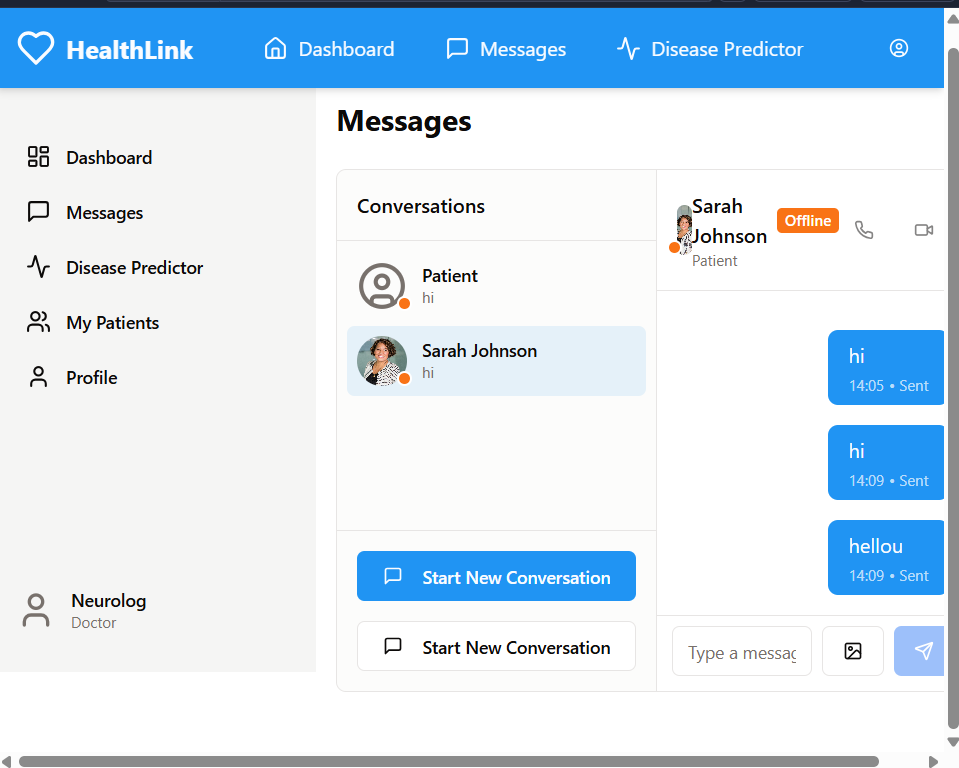 HealthLink
Dashboard
Messages
Disease Predictor
Dashboard
Messages
Disease Predictor
My Patients
Profile
Neurolog
Doctor
Messages
Conversations
Patient
hi
Sarah Johnson
hi
Start New Conversation
Start New Conversation
Sarah
Johnson
Offline
Patient
hi
14:05 • Sent
hi
14:09 • Sent
hellou
14:09 • Sent
Type a messag